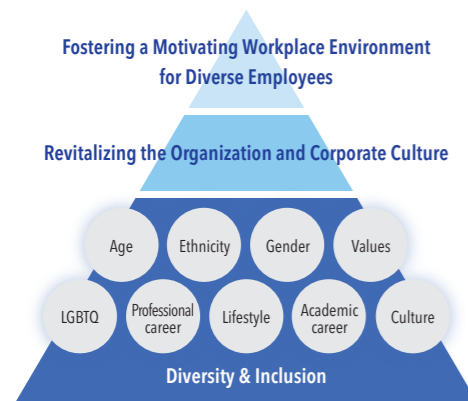 Fostering a Motivating Workplace Environment
for Diverse Employees
Revitalizing the Organization and Corporate Culture
Age
Ethnicity
Gender
Values
LGBTQ
Professional
career
Lifestyle
Academic
career
Culture
Diversity & Inclusion